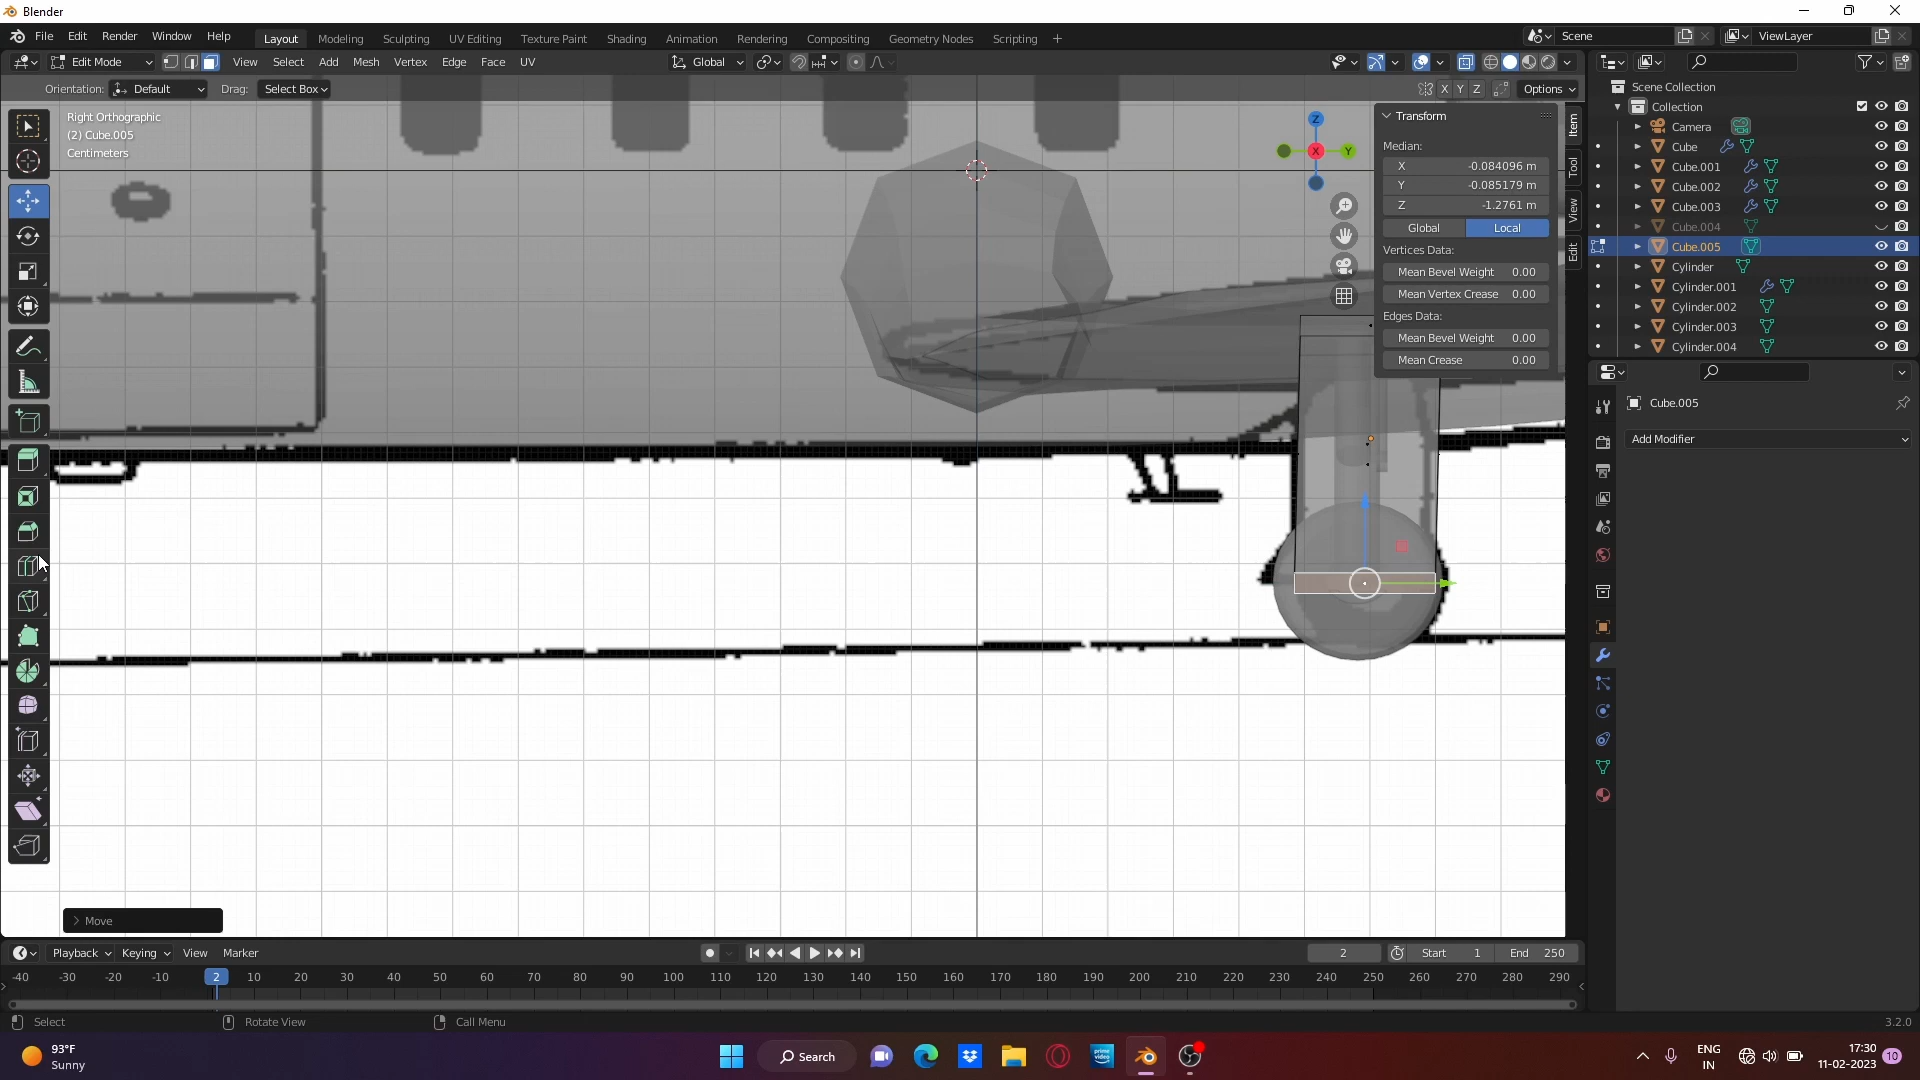 Blender
File Edit Render Window Help
Layout Modeling Sculpting UV Editing Texture Paint Shading Animation Rendering Compositing Geometry Nodes Scripting +
Scene
ViewLayer
Edit Mode
View Select Add Mesh Vertex Edge Face UV
Global
Orientation: Default Drag: Select Box
X Y Z Options
Right Orthographic
(2) Cube.005
Centimeters
Z
X
Y
Transform
Median:
X -0.084096 m
Y -0.085179 m
Z -1.2761 m
Global Local
Vertices Data:
Mean Bevel Weight 0.00
Mean Vertex Crease 0.00
Edges Data:
Mean Bevel Weight 0.00
Mean Crease 0.00
Item
Tool
View
Edit
Scene Collection
Collection
Camera
Cube
Cube.001
Cube.002
Cube.003
Cube.004
Cube.005
Cylinder
Cylinder.001
Cylinder.002
Cylinder.003
Cylinder.004
Cube.005
Add Modifier
Move
Playback Keying View Marker
2 Start 1 End 250
-40 -30 -20 -10 2 10 20 30 40 50 60 70 80 90 100 110 120 130 140 150 160 170 180 190 200 210 220 230 240 250 260 270 280 290
Select Rotate View Call Menu 3.2.0
93°F
Sunny
Search
prime video
ENG
IN
17:30
11-02-2023
10